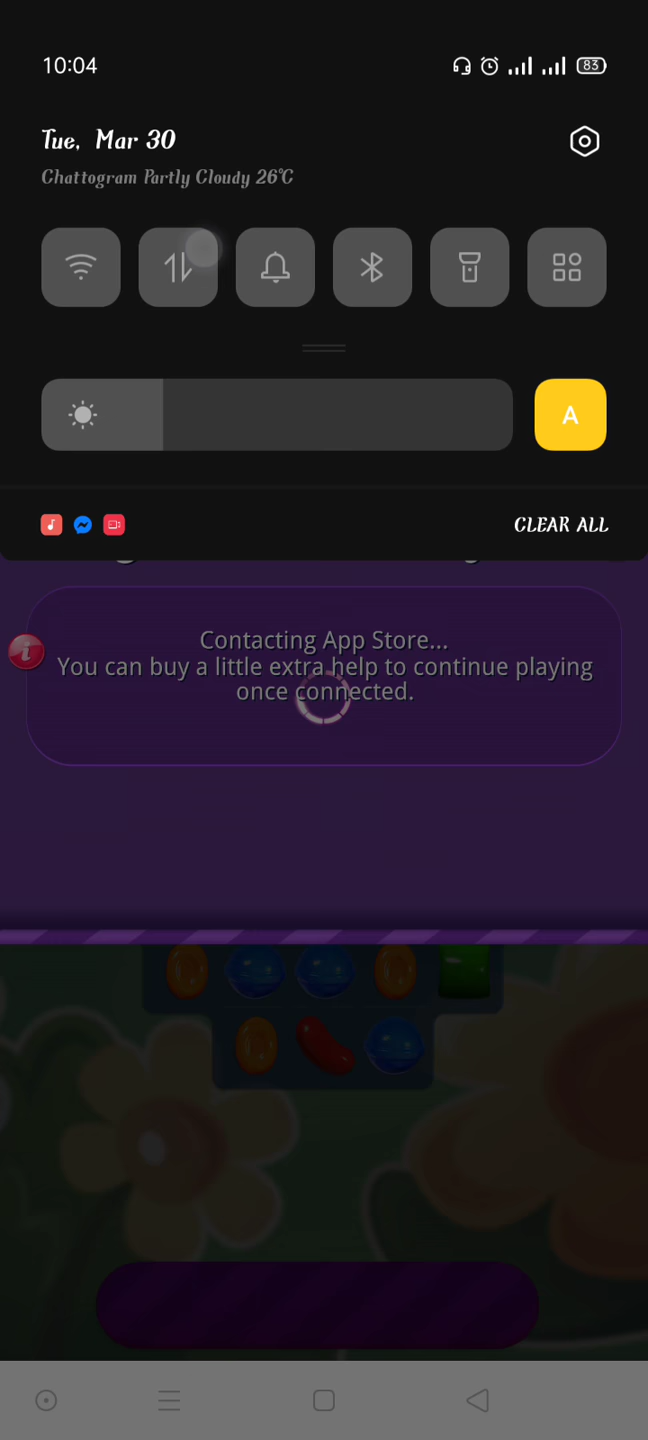 10:04
83
Tue, Mar 30
Chattogram Partly Cloudy 26°C
A
CLEAR ALL
i
Contacting App Store...
You can buy a little extra help to continue playing
once connected.